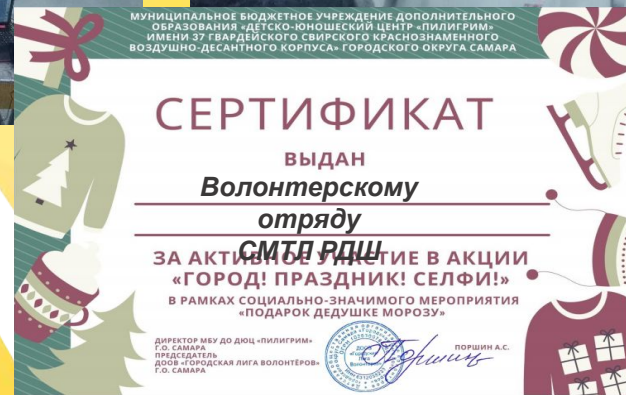 МУНИЦИПАЛЬНОЕ БЮДЖЕТНОЕ УЧРЕЖДЕНИЕ ДОПОЛНИТЕЛЬНОГО
ОБРАЗОВАНИЯ «ДЕТСКО-ЮНОШЕСКИЙ ЦЕНТР «ПИЛИГРИМ»
ИМЕНИ 37 ГВАРДЕЙСКОГО СВИРСКОГО КРАСНОЗНАМЕННОГО
ВОЗДУШНО-ДЕСАНТНОГО КОРПУСА» ГОРОДСКОГО ОКРУГА САМАРА
СЕРТИФИКАТ
ВЫДАН
Волонтерскому
отряду
СМТЛ РДШ
ЗА АКТИВНОЕ УЧАСТИЕ В АКЦИИ
«ГОРОД! ПРАЗДНИК! СЕЛФИ!»
В РАМКАХ СОЦИАЛЬНО-ЗНАЧИМОГО МЕРОПРИЯТИЯ
«ПОДАРОК ДЕДУШКЕ МОРОЗУ»
ДИРЕКТОР МБУ ДО ДЮЦ «ПИЛИГРИМ»
Г.О. САМАРА
ПРЕДСЕДАТЕЛЬ
ДООВ «ГОРОДСКАЯ ЛИГА ВОЛОНТЁРОВ»
Г.О. САМАРА
ПОРШИН А.С.